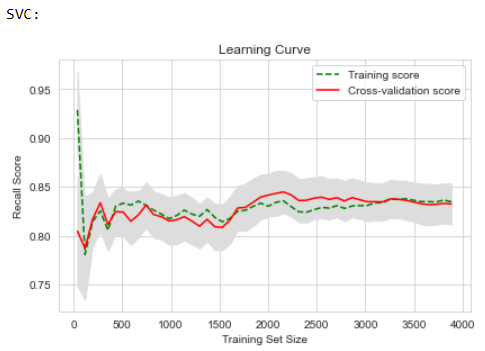 SVC:
Learning Curve
Training score
Cross-validation score
Recall Score
0.95
0.90
0.85
0.80
0.75
0 500 1000 1500 2000 2500 3000 3500 4000
Training Set Size